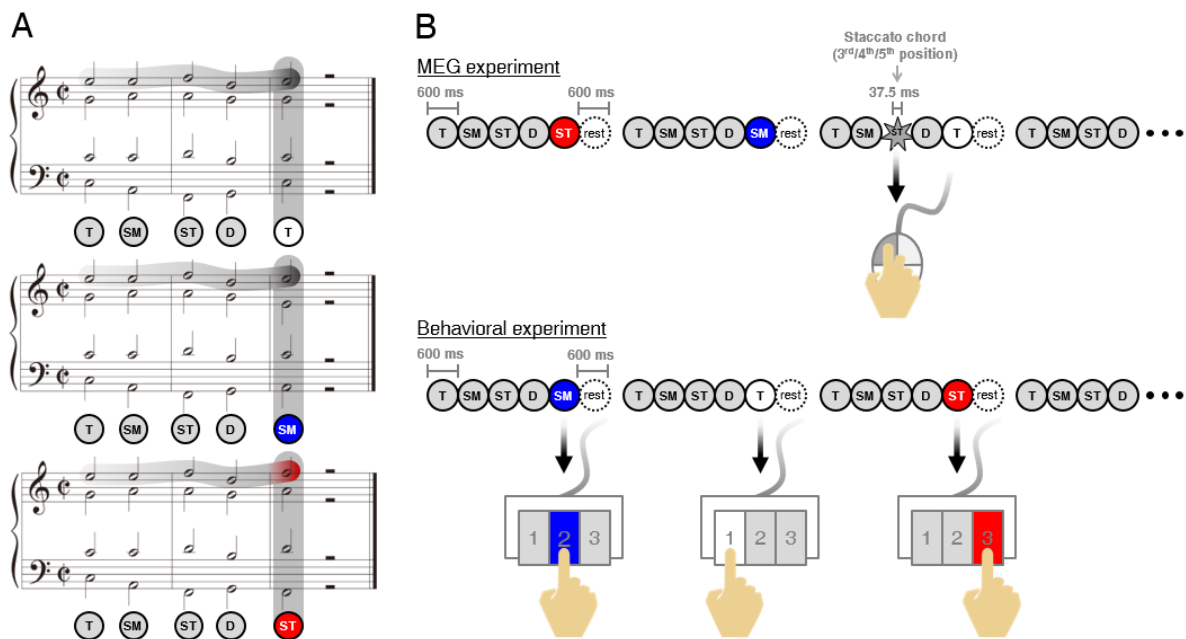 A
T SM ST D T
T SM ST D SM
T SM ST D ST
B
Staccato chord
(3rd/4th/5th position)
MEG experiment
600 ms 600 ms 37.5 ms
T SM ST D ST rest T SM ST D SM rest T SM ST D T rest T SM ST D •••
Behavioral experiment
600 ms 600 ms
T SM ST D SM rest T SM ST D T rest T SM ST D ST rest T SM ST D •••
1 2 3 1 2 3 1 2 3